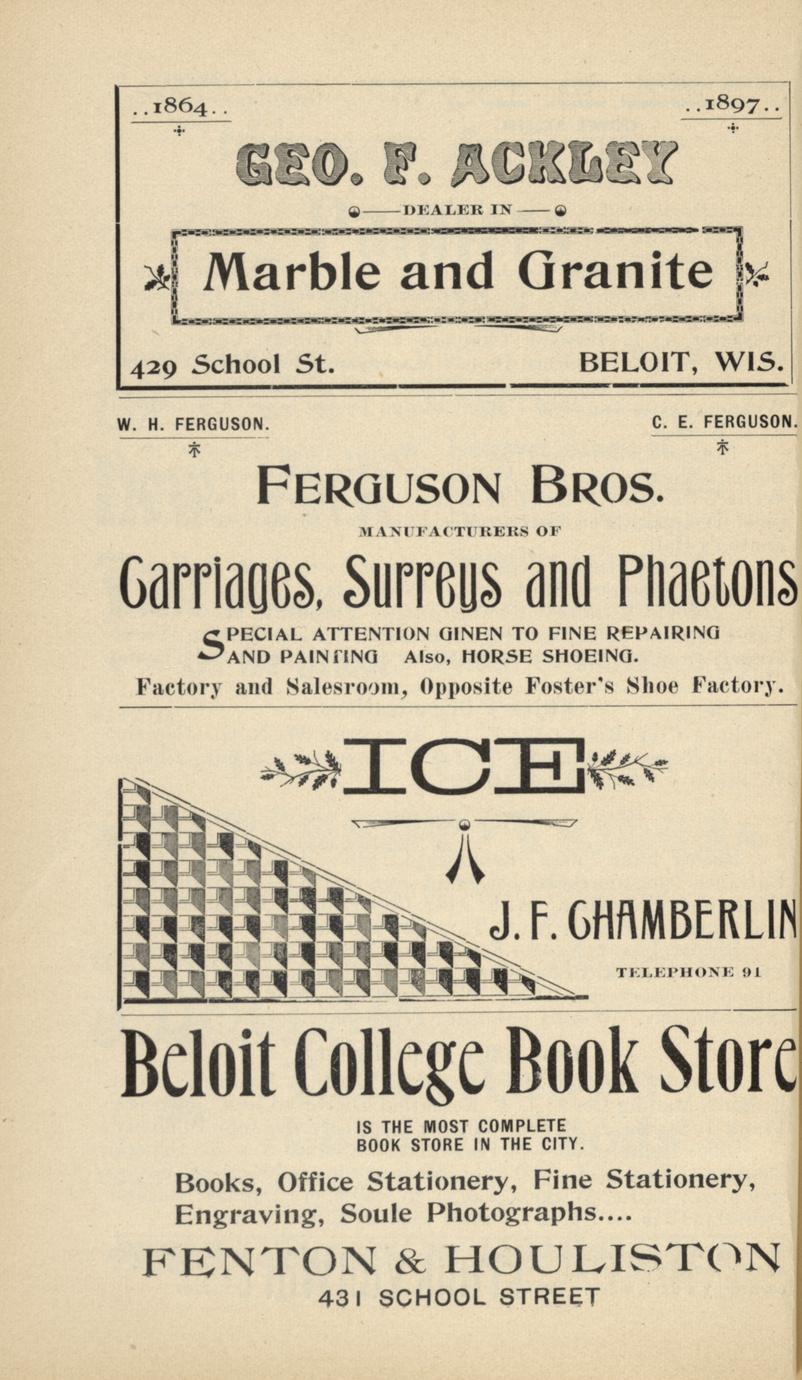 ..1864.. ..1897..
GEO. F. ACKLEY
DEALER IN
Marble and Granite
429 School St. BELOIT, WIS.
W. H. FERGUSON. C. E. FERGUSON.
FERGUSON BROS.
MANUFACTURERS OF
Carriages, Surreys and Phaetons
SPECIAL ATTENTION GINEN TO FINE REPAIRING
AND PAINTING Also, HORSE SHOEING.
Factory and Salesroom, Opposite Foster's Shoe Factory.
ICE
J. F. CHAMBERLIN
TELEPHONE 91
Beloit College Book Store
IS THE MOST COMPLETE
BOOK STORE IN THE CITY.
Books, Office Stationery, Fine Stationery,
Engraving, Soule Photographs....
FENTON & HOULISTON
431 SCHOOL STREET